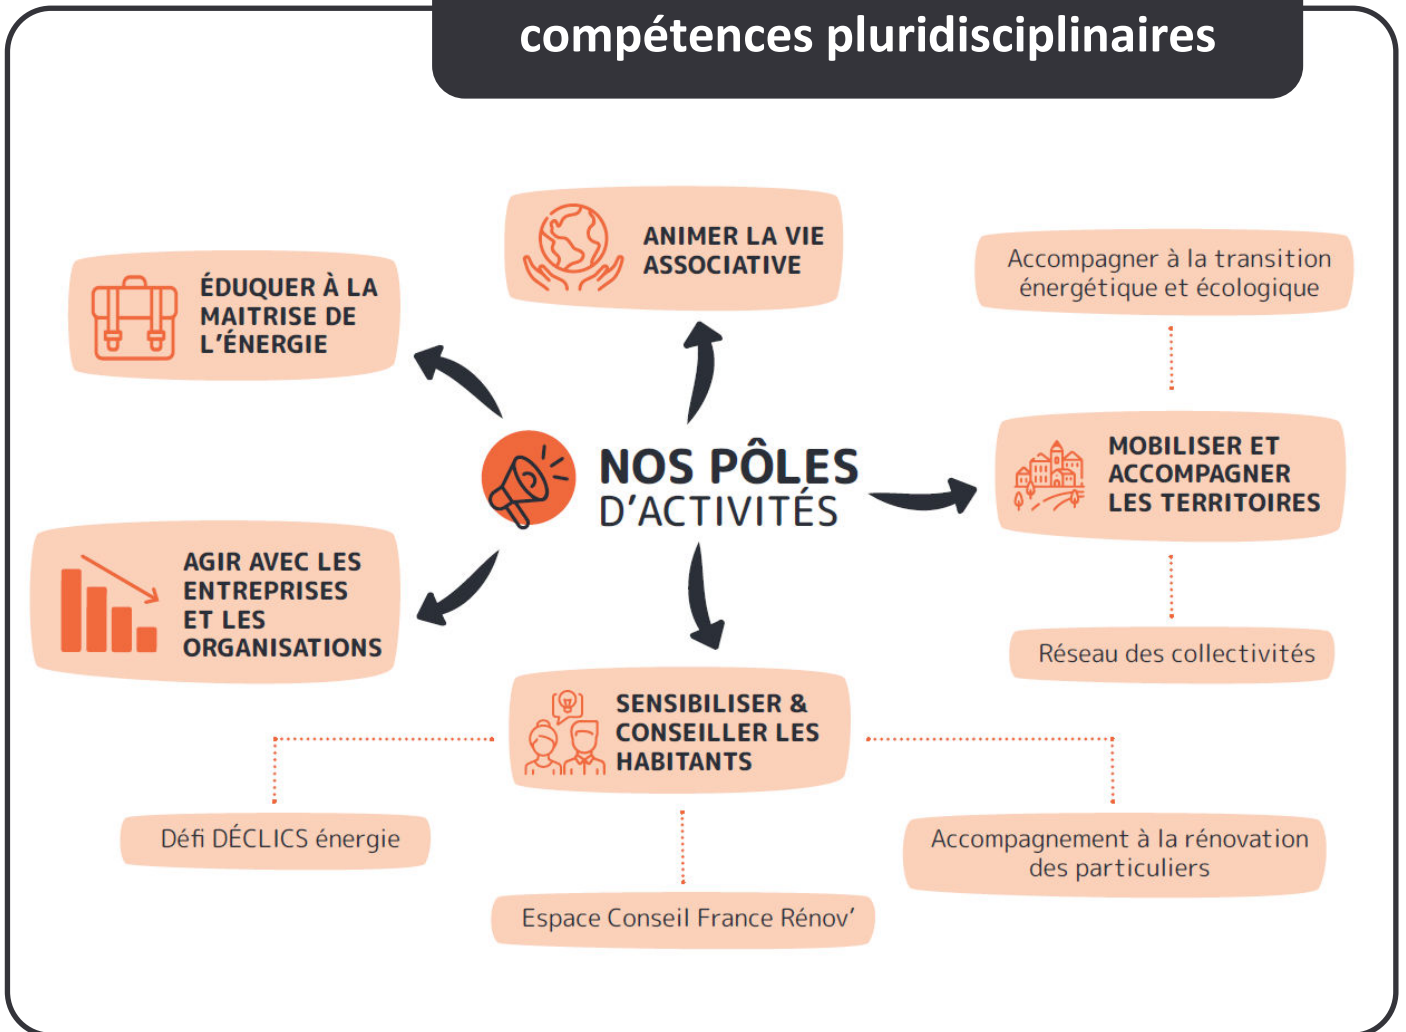 compétences pluridisciplinaires
ANIMER LA VIE
ASSOCIATIVE
ÉDUQUER À LA
MAITRISE DE
L'ÉNERGIE
Accompagner à la transition
énergétique et écologique
NOS PÔLES
D'ACTIVITÉS
MOBILISER ET
ACCOMPAGNER
LES TERRITOIRES
AGIR AVEC LES
ENTREPRISES
ET LES
ORGANISATIONS
Réseau des collectivités
SENSIBILISER &
CONSEILLER LES
HABITANTS
Défi DÉCLICS énergie
Accompagnement à la rénovation
des particuliers
Espace Conseil France Rénov'